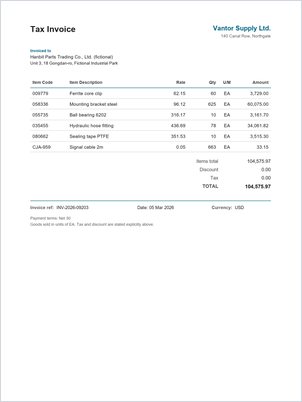 Tax Invoice
Vantor Supply Ltd.
140 Canal Row, Northgate
Invoiced to
Hanbit Parts Trading Co., Ltd. (fictional)
Unit 3, 18 Gongdan-ro, Fictional Industrial Park
Item Code Item Description Rate Qty U/M Amount
009779 Ferrite core clip 62.15 60 EA 3,729.00
058336 Mounting bracket steel 96.12 625 EA 60,075.00
055735 Ball bearing 6202 316.17 10 EA 3,161.70
035455 Hydraulic hose fitting 436.69 78 EA 34,061.82
080662 Sealing tape PTFE 351.53 10 EA 3,515.30
CJA-959 Signal cable 2m 0.05 663 EA 33.15
Items total 104,575.97
Discount 0.00
Tax 0.00
TOTAL 104,575.97
Invoice ref: INV-2026-09203 Date: 05 Mar 2026 Currency: USD
Payment terms: Net 30
Goods sold in units of EA. Tax and discount are stated explicitly above.